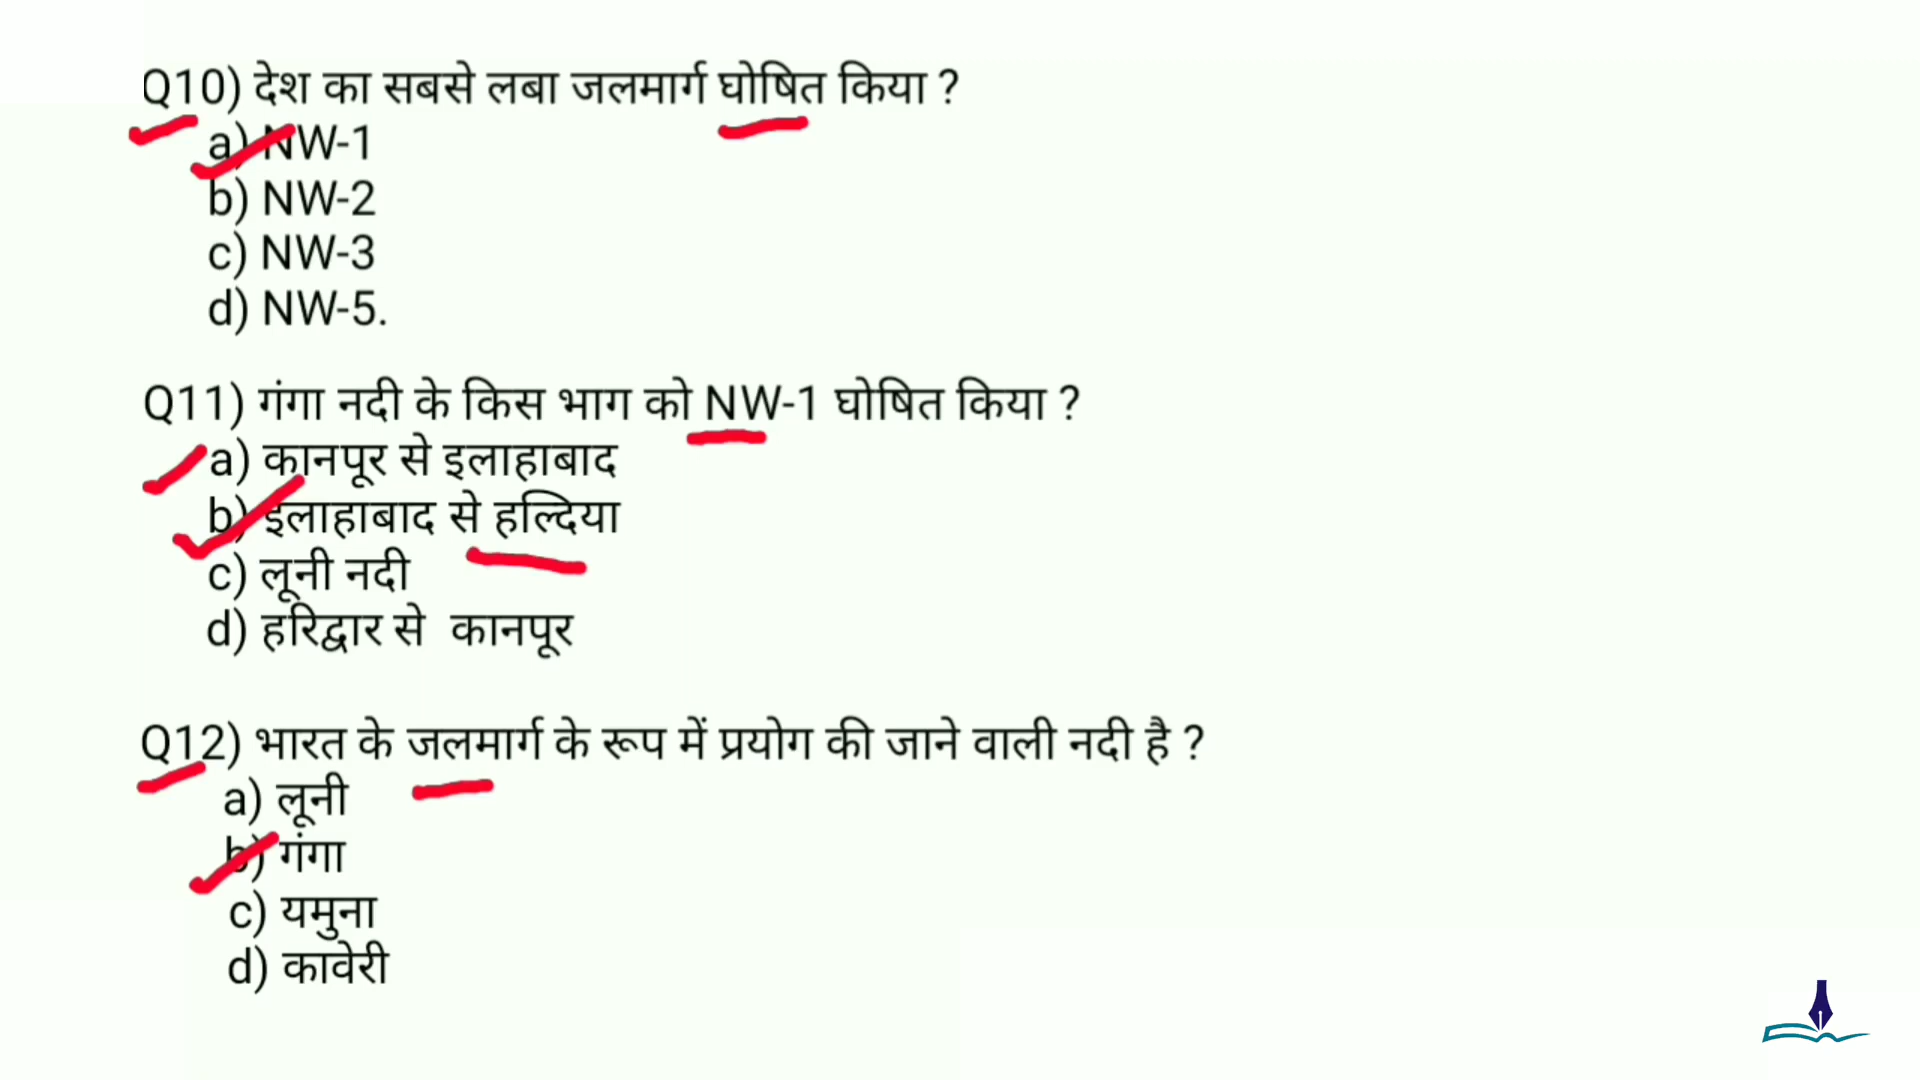 Q10) देश का सबसे लबा जलमार्ग घोषित किया ?
a) NW-1
b) NW-2
c) NW-3
d) NW-5.
Q11) गंगा नदी के किस भाग को NW-1 घोषित किया ?
a) कानपूर से इलाहाबाद
b) इलाहाबाद से हल्दिया
c) लूनी नदी
d) हरिद्वार से कानपूर
Q12) भारत के जलमार्ग के रूप में प्रयोग की जाने वाली नदी है ?
a) लूनी
b) गंगा
c) यमुना
d) कावेरी